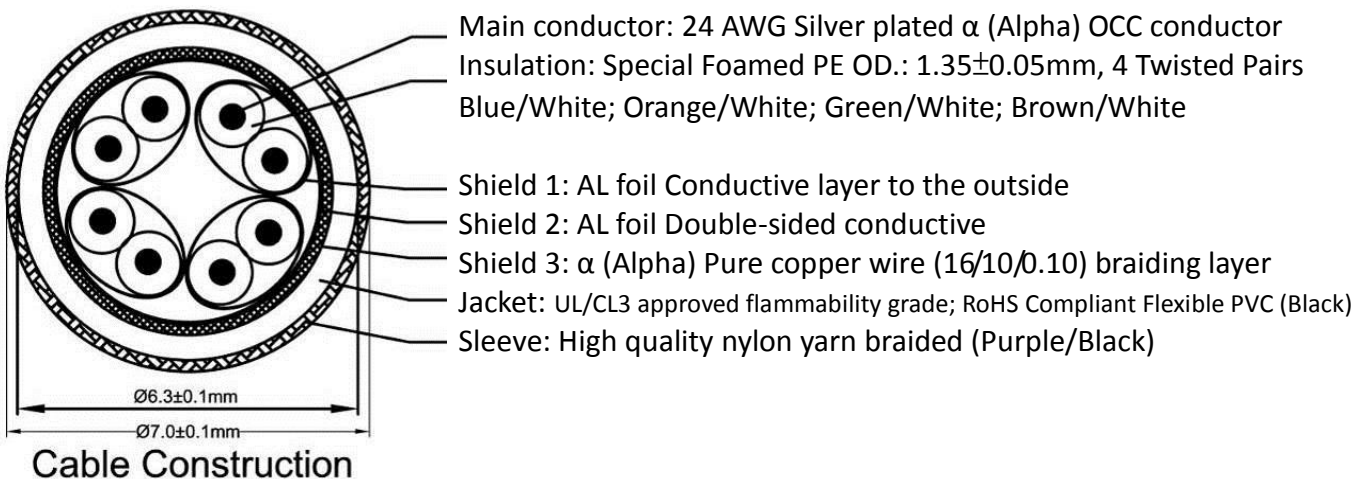 Main conductor: 24 AWG Silver plated α (Alpha) OCC conductor
Insulation: Special Foamed PE OD.: 1.35±0.05mm, 4 Twisted Pairs
Blue/White; Orange/White; Green/White; Brown/White
Shield 1: AL foil Conductive layer to the outside
Shield 2: AL foil Double-sided conductive
Shield 3: α (Alpha) Pure copper wire (16/10/0.10) braiding layer
Jacket: UL/CL3 approved flammability grade; RoHS Compliant Flexible PVC (Black)
Sleeve: High quality nylon yarn braided (Purple/Black)
Ø6.3±0.1mm
Ø7.0±0.1mm
Cable Construction